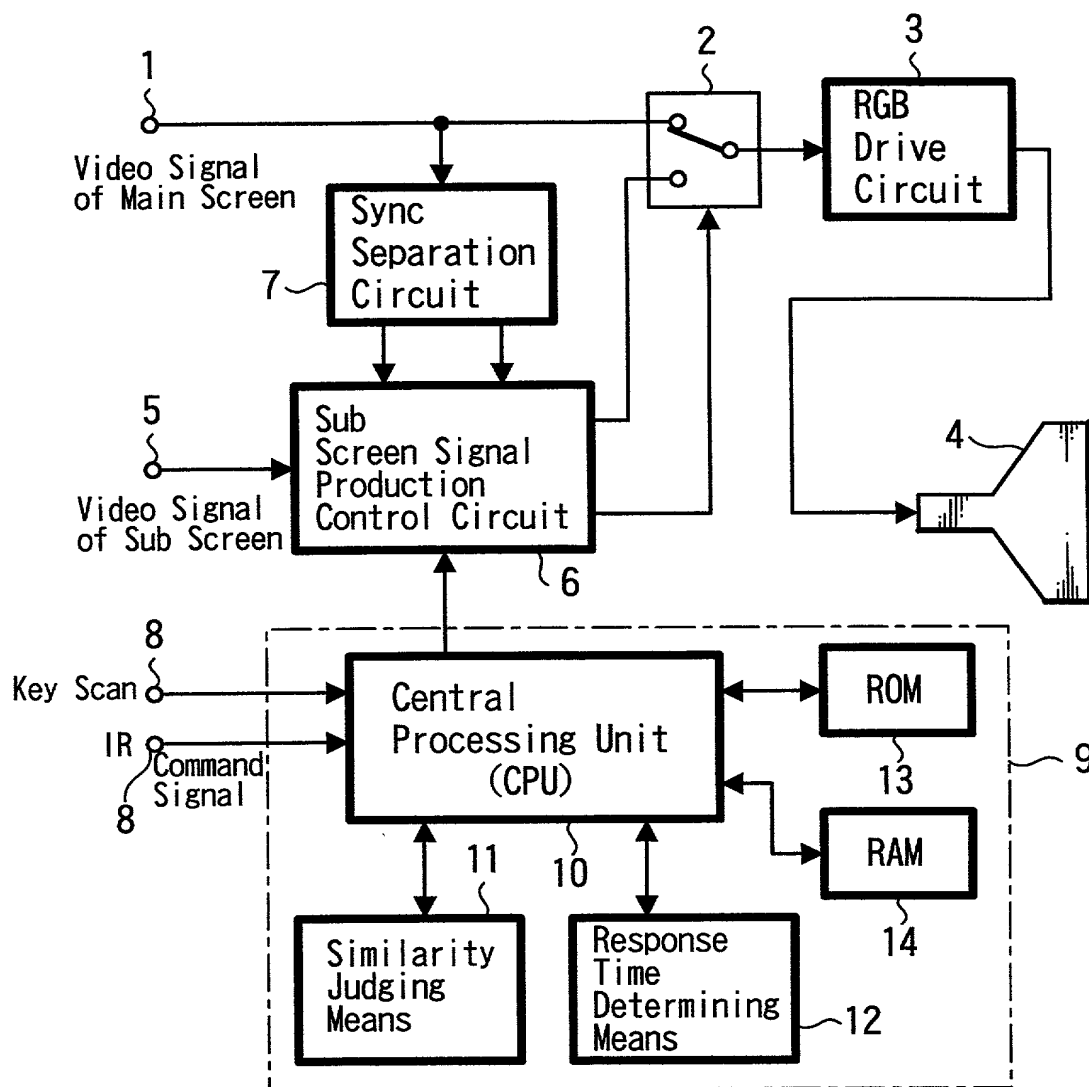 1
2
3
Video Signal
of Main Screen
RGB
Drive
Circuit
Sync
Separation
Circuit
7
5
Video Signal
of Sub Screen
Sub
Screen Signal
Production
Control Circuit
6
4
8
Key Scan
IR
Command
Signal
8
Central
Processing Unit
(CPU)
10
ROM
13
9
RAM
14
11
Similarity
Judging
Means
Response
Time
Determining
Means
12